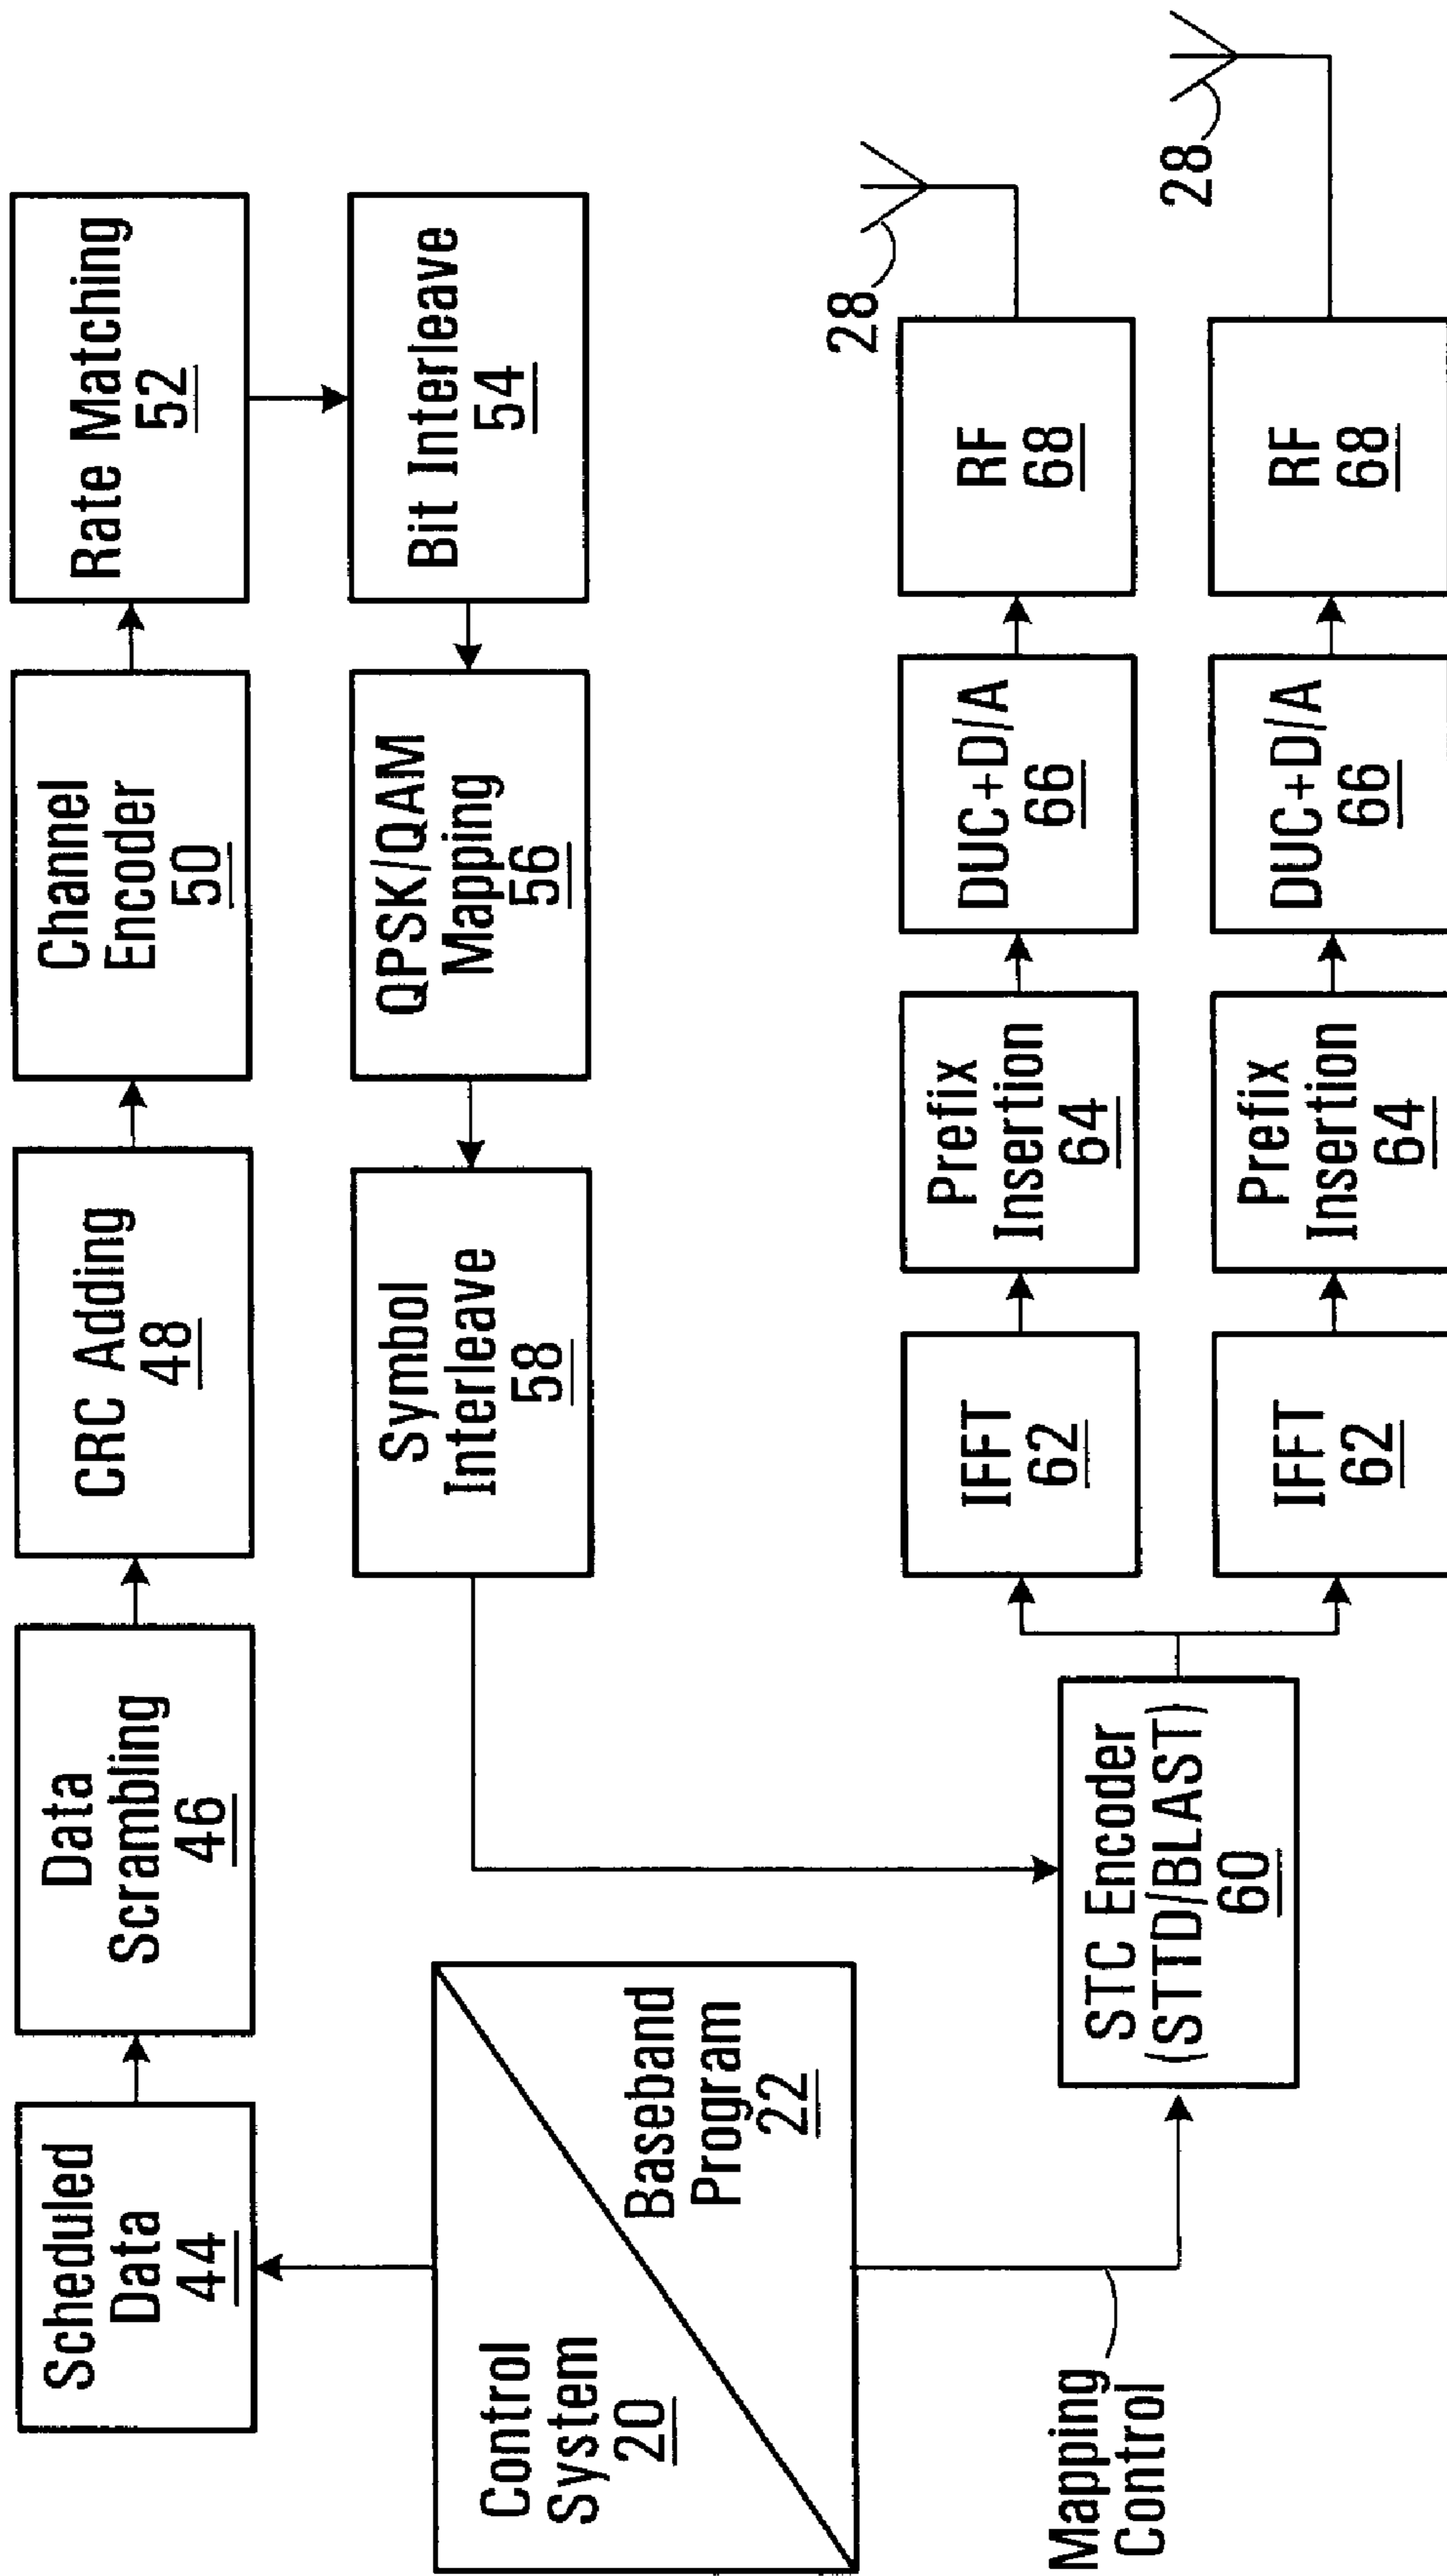 Scheduled
Data
44
Data
Scrambling
46
CRC Adding
48
Channel
Encoder
50
Rate Matching
52
Bit Interleave
54
QPSK/QAM
Mapping
56
Symbol
Interleave
58
Control
System
20
Baseband
Program
22
Mapping
Control
STC Encoder
(STTD/BLAST)
60
IFFT
62
Prefix
Insertion
64
DUC+D/A
66
RF
68
28
IFFT
62
Prefix
Insertion
64
DUC+D/A
66
RF
68
28